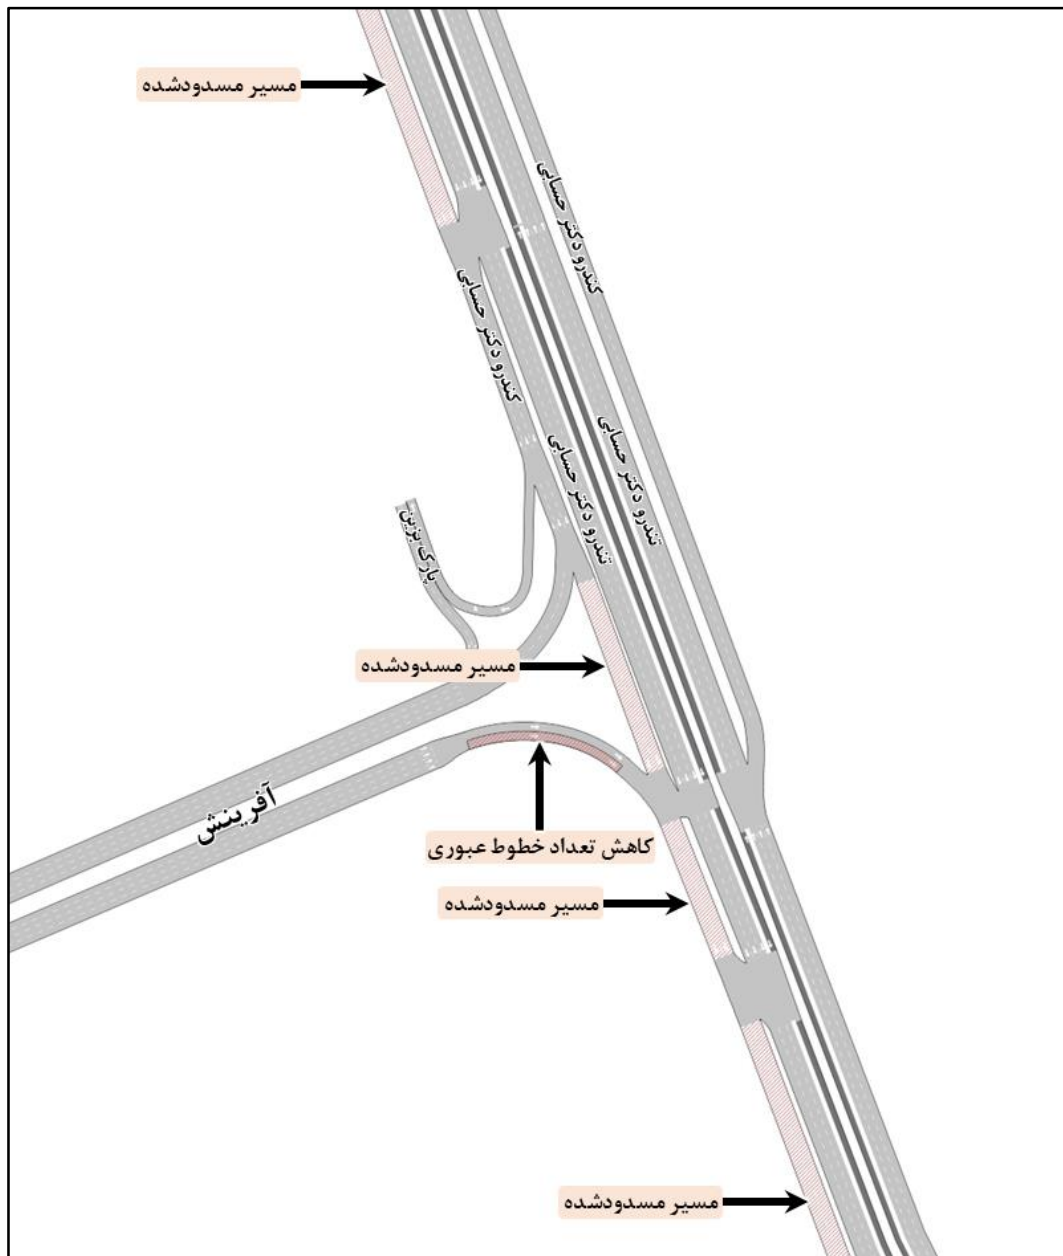 مسیر مسدودشده
کندرو دکتر حسابی
کندرو دکتر حسابی
تندرو دکتر حسابی
تندرو دکتر حسابی
پارک بزین
مسیر مسدودشده
آفرینش
کاهش تعداد خطوط عبوری
مسیر مسدودشده
مسیر مسدودشده